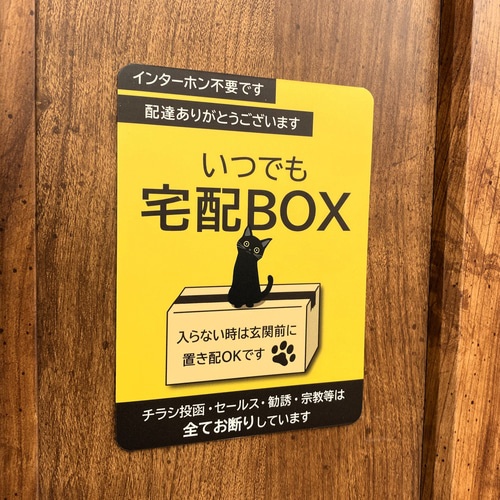 インターホン不要です
配達ありがとうございます
いつでも
宅配BOX
入らない時は玄関前に
置き配OKです
チラシ投函・セールス・勧誘・宗教等は
全てお断りしています